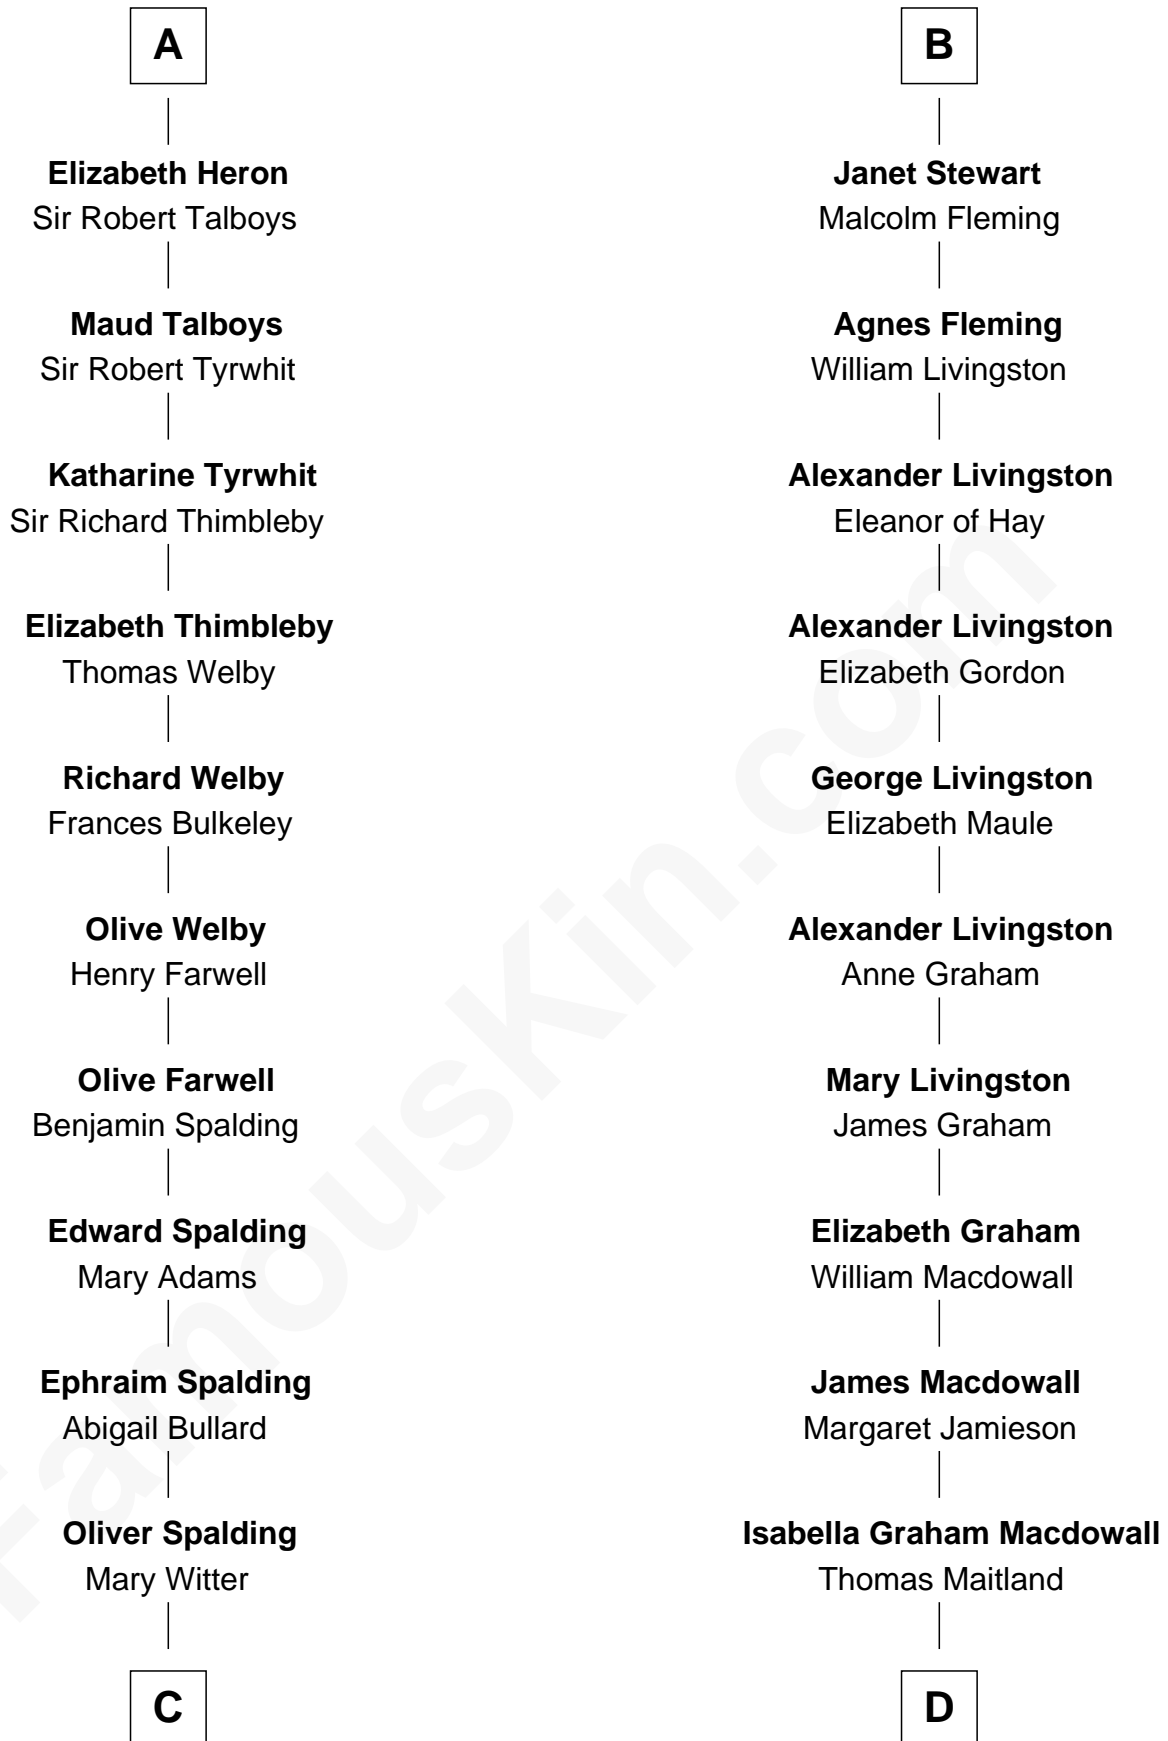 A
Elizabeth Heron
Sir Robert Talboys
Maud Talboys
Sir Robert Tyrwhit
Katharine Tyrwhit
Sir Richard Thimbleby
Elizabeth Thimbleby
Thomas Welby
Richard Welby
Frances Bulkeley
Olive Welby
Henry Farwell
Olive Farwell
Benjamin Spalding
Edward Spalding
Mary Adams
Ephraim Spalding
Abigail Bullard
Oliver Spalding
Mary Witter
C
B
Janet Stewart
Malcolm Fleming
Agnes Fleming
William Livingston
Alexander Livingston
Eleanor of Hay
Alexander Livingston
Elizabeth Gordon
George Livingston
Elizabeth Maule
Alexander Livingston
Anne Graham
Mary Livingston
James Graham
Elizabeth Graham
William Macdowall
James Macdowall
Margaret Jamieson
Isabella Graham Macdowall
Thomas Maitland
D
FamousKin.com